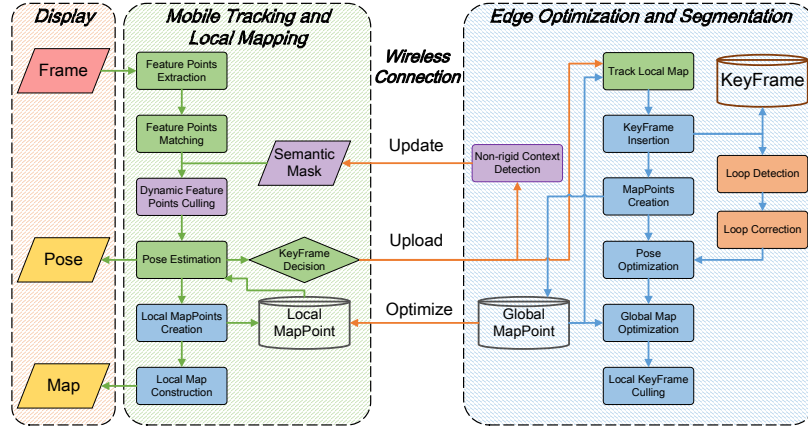 Display
Mobile Tracking and
Local Mapping
Wireless
Connection
Edge Optimization and Segmentation
Frame
Feature Points
Extraction
Feature Points
Matching
Semantic
Mask
Dynamic Feature
Points Culling
Pose
Pose Estimation
KeyFrame
Decision
Local MapPoints
Creation
Local
MapPoint
Map
Local Map
Construction
Update
Upload
Optimize
Track Local Map
KeyFrame
KeyFrame
Insertion
Non-rigid Context
Detection
Loop Detection
MapPoints
Creation
Loop Correction
Pose
Optimization
Global
MapPoint
Global Map
Optimization
Local KeyFrame
Culling